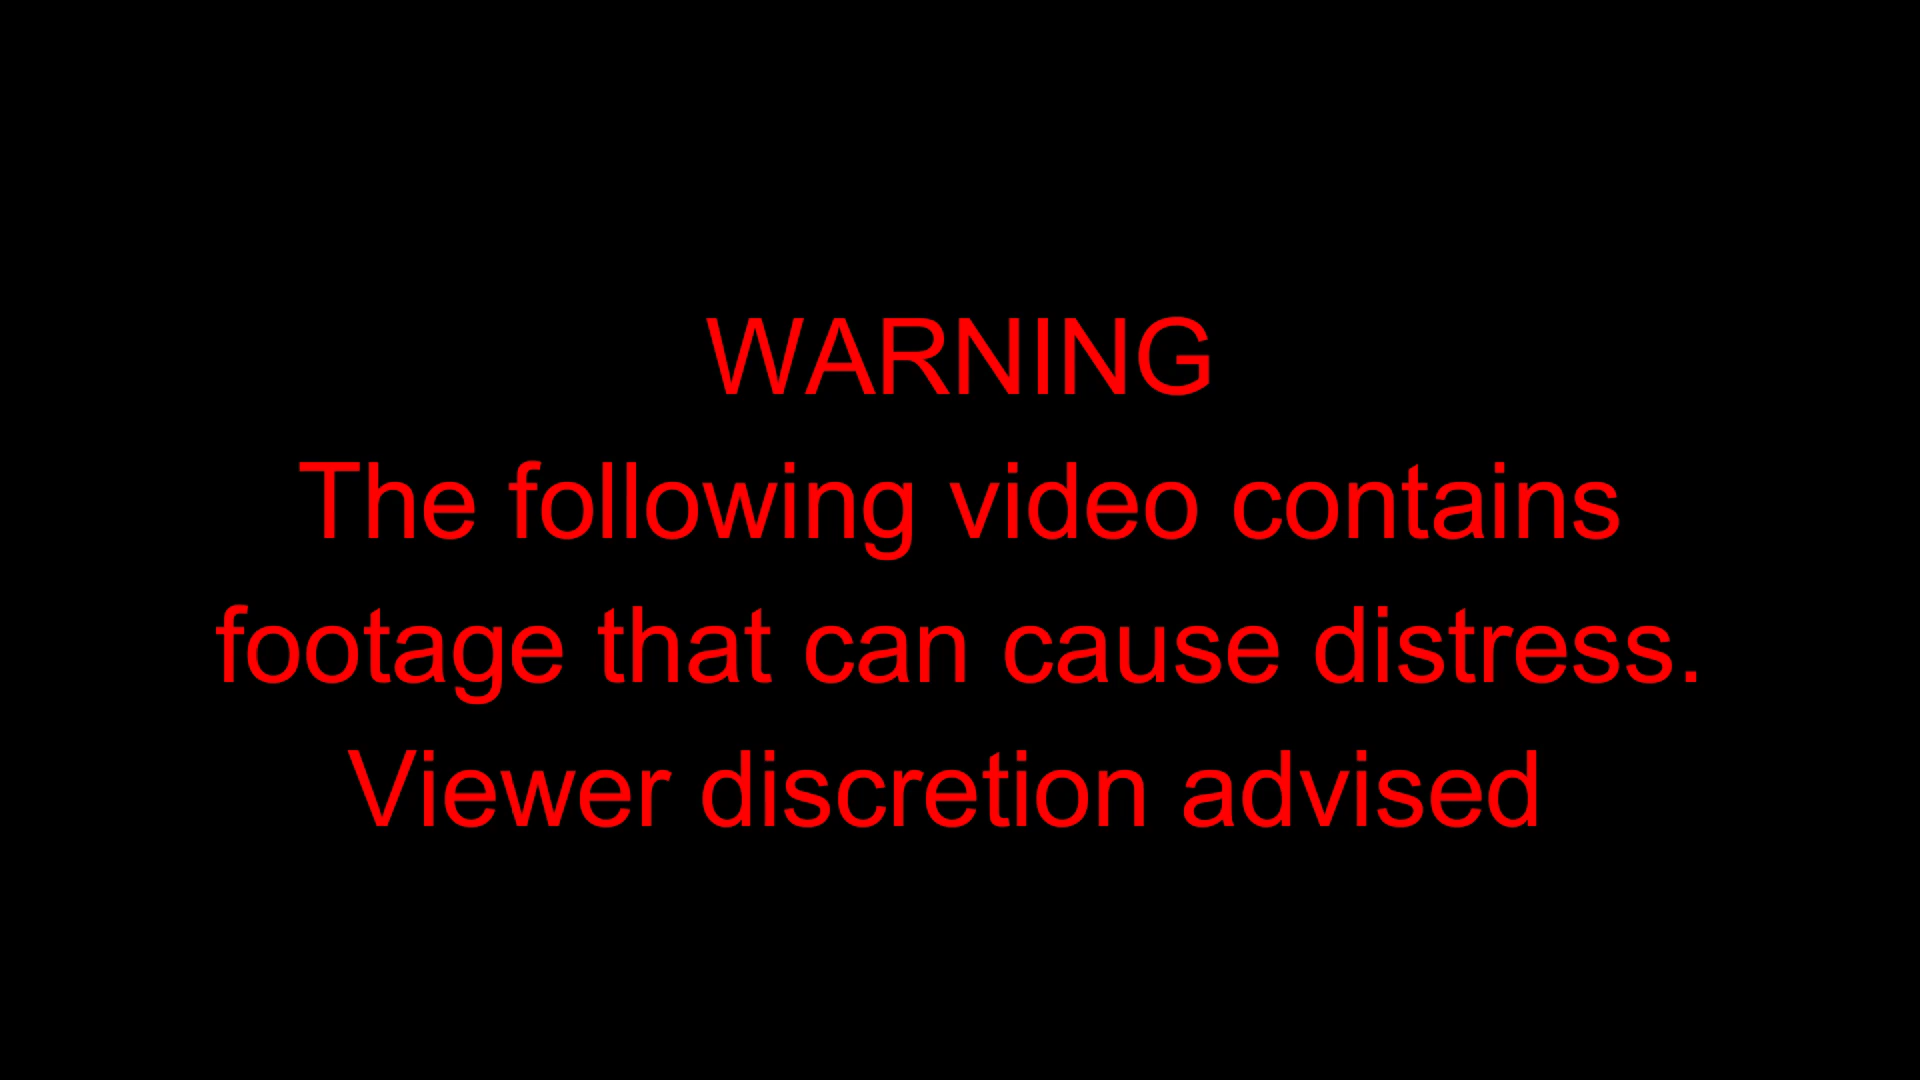 WARNING
The following video contains
footage that can cause distress.
Viewer discretion advised